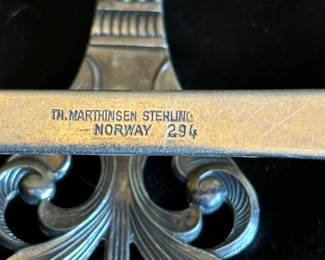 TH. MARTHINSEN STERLING
NORWAY 294